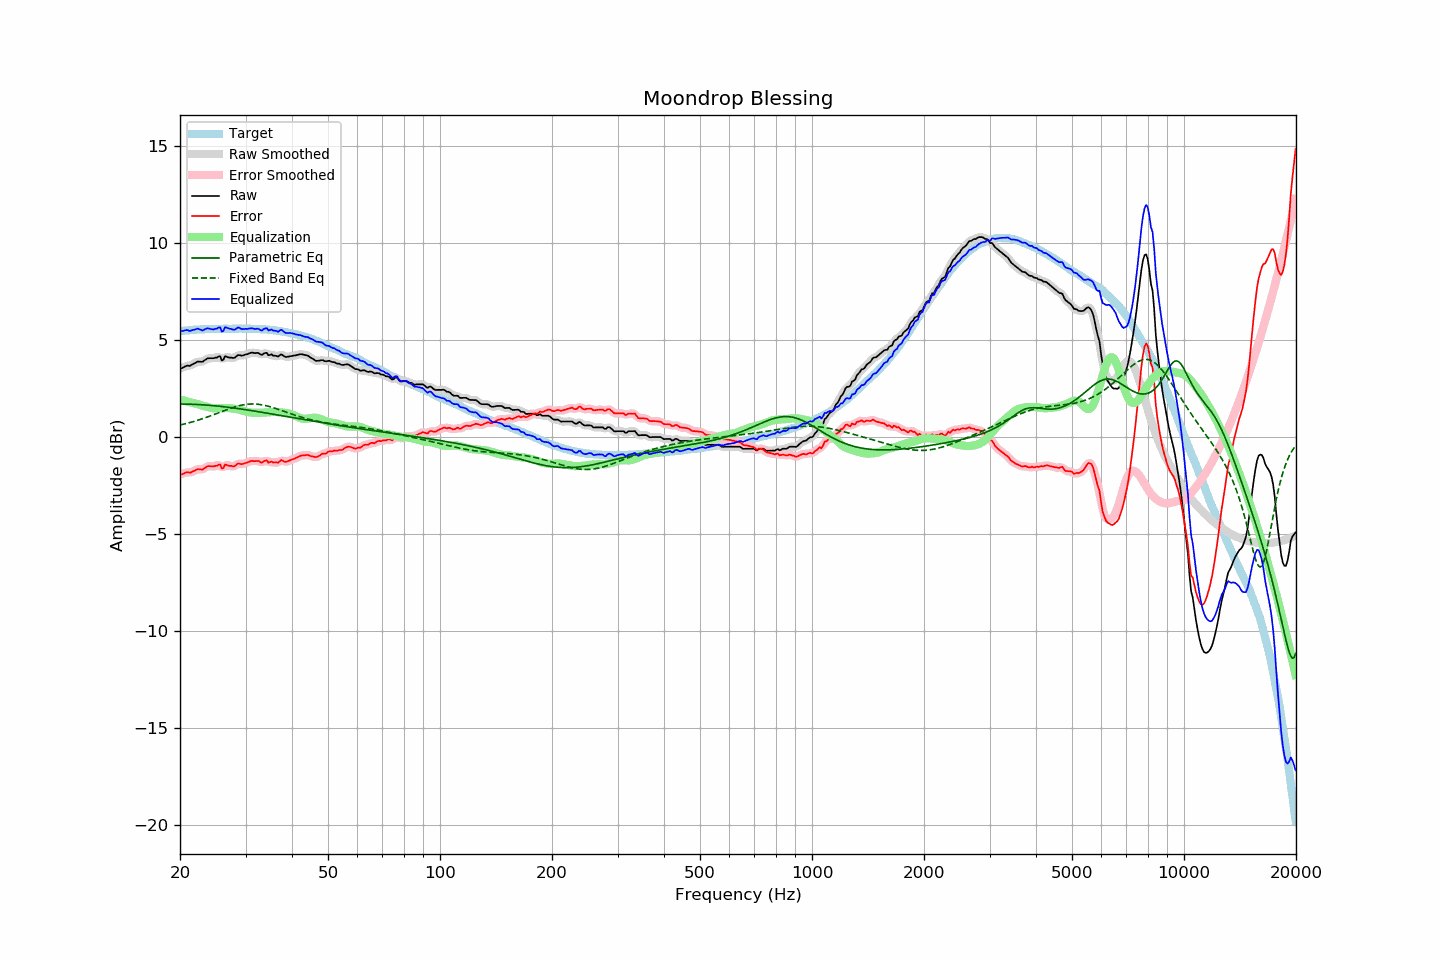 Moondrop Blessing
Target
Raw Smoothed
Error Smoothed
Raw
Error
Equalization
Parametric Eq
Fixed Band Eq
Equalized
Amplitude (dBr)
15
10
5
0
−5
−10
−15
−20
20 50 100 200 500 1000 2000 5000 10000 20000
Frequency (Hz)